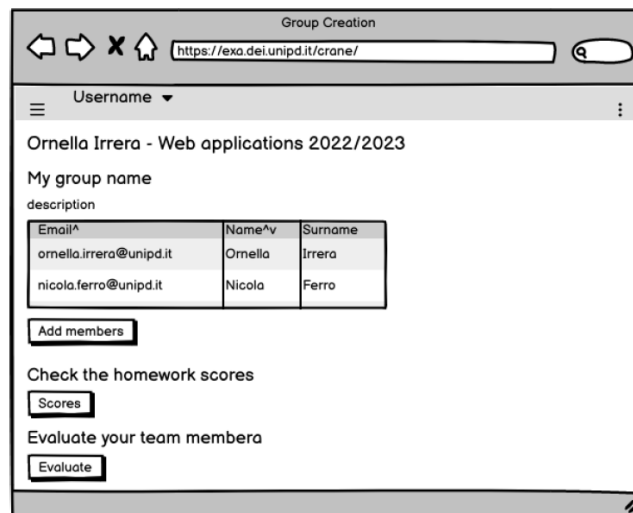 Group Creation
https://exa.dei.unipd.it/crane/
Username
Ornella Irrera - Web applications 2022/2023
My group name
description
Email^ Name^v Surname
ornella.irrera@unipd.it Ornella Irrera
nicola.ferro@unipd.it Nicola Ferro
Add members
Check the homework scores
Scores
Evaluate your team membera
Evaluate